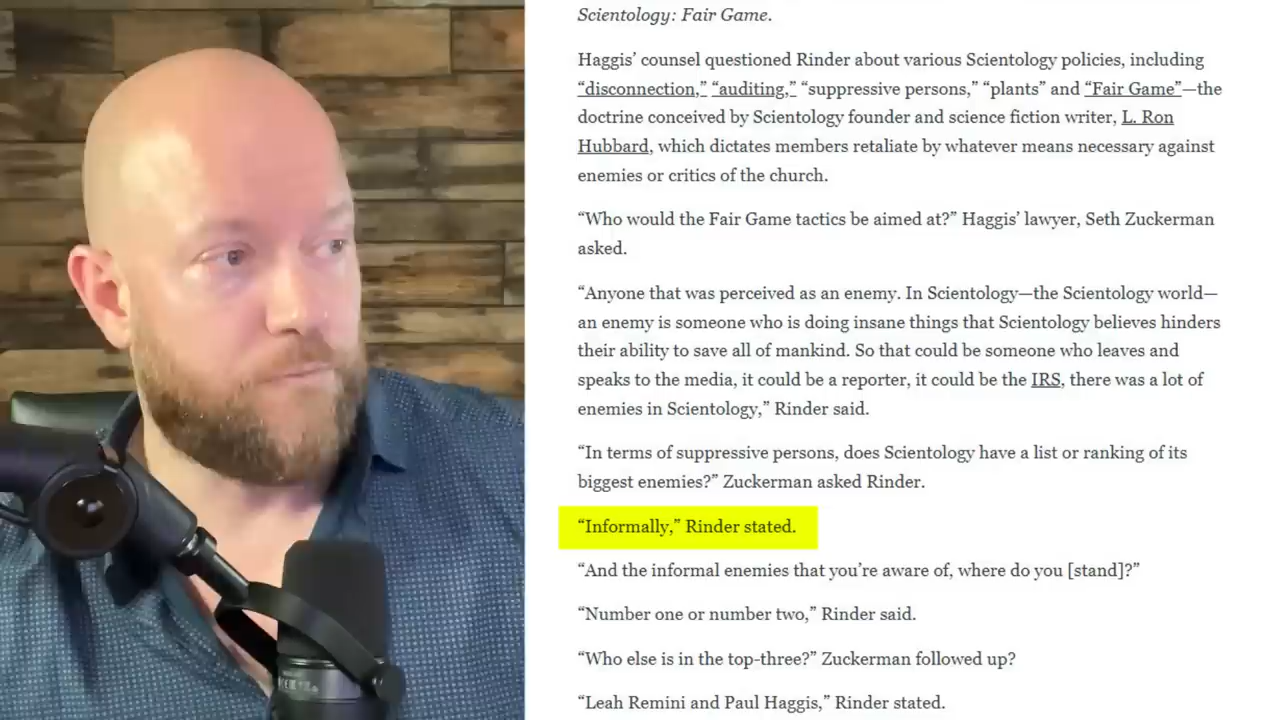 Scientology: Fair Game.
Haggis’ counsel questioned Rinder about various Scientology policies, including
“disconnection,” “auditing,” “suppressive persons,” “plants” and “Fair Game”—the
doctrine conceived by Scientology founder and science fiction writer, L. Ron
Hubbard, which dictates members retaliate by whatever means necessary against
enemies or critics of the church.
“Who would the Fair Game tactics be aimed at?” Haggis’ lawyer, Seth Zuckerman
asked.
“Anyone that was perceived as an enemy. In Scientology—the Scientology world—
an enemy is someone who is doing insane things that Scientology believes hinders
their ability to save all of mankind. So that could be someone who leaves and
speaks to the media, it could be a reporter, it could be the IRS, there was a lot of
enemies in Scientology,” Rinder said.
“In terms of suppressive persons, does Scientology have a list or ranking of its
biggest enemies?” Zuckerman asked Rinder.
“Informally,” Rinder stated.
“And the informal enemies that you’re aware of, where do you [stand]?”
“Number one or number two,” Rinder said.
“Who else is in the top-three?” Zuckerman followed up?
“Leah Remini and Paul Haggis,” Rinder stated.